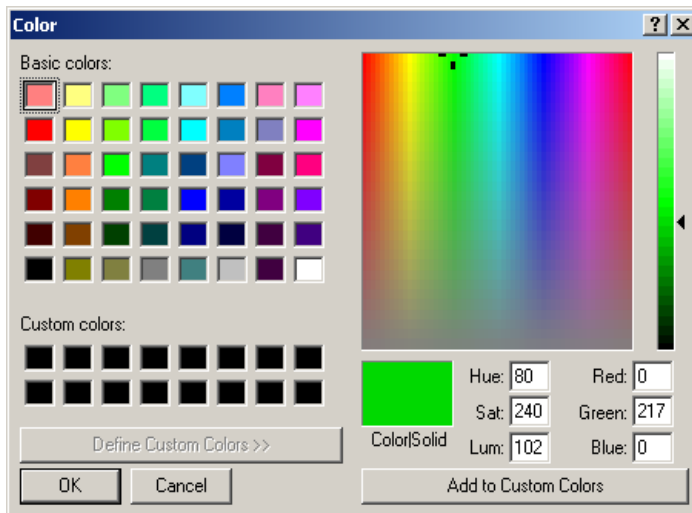 Color
Basic colors:
Custom colors:
Define Custom Colors >>
OK Cancel
Color|Solid
Hue: 80 Red: 0
Sat: 240 Green: 217
Lum: 102 Blue: 0
Add to Custom Colors